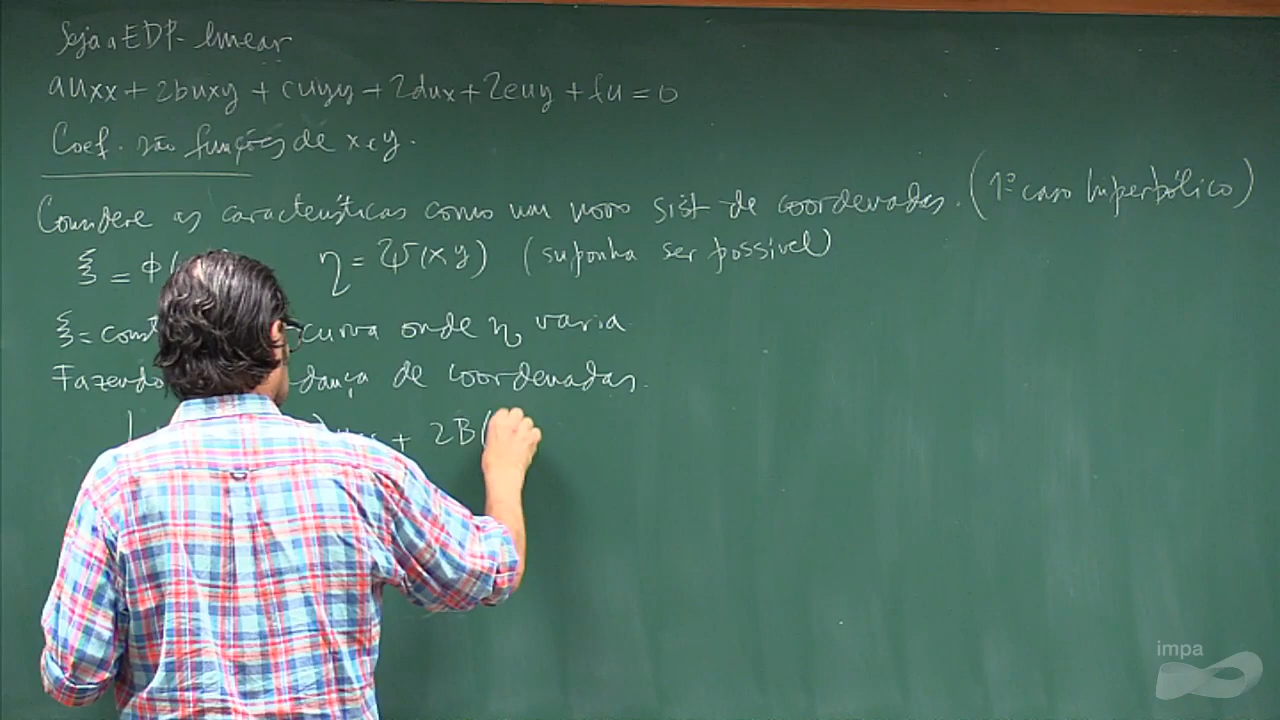 Seja a EDP-linear
auxx + 2buxy + cuyy + 2dux + 2euy + fu = 0
Coef. são funções de x e y.
Considere as características como um novo sist de coordenadas. (1º caso hiperbólico)
ξ = φ( η = Ψ(xy) (suponha ser possível)
ξ = const curva onde η varia
Fazendo dança de coordenadas.
+ 2B(
impa